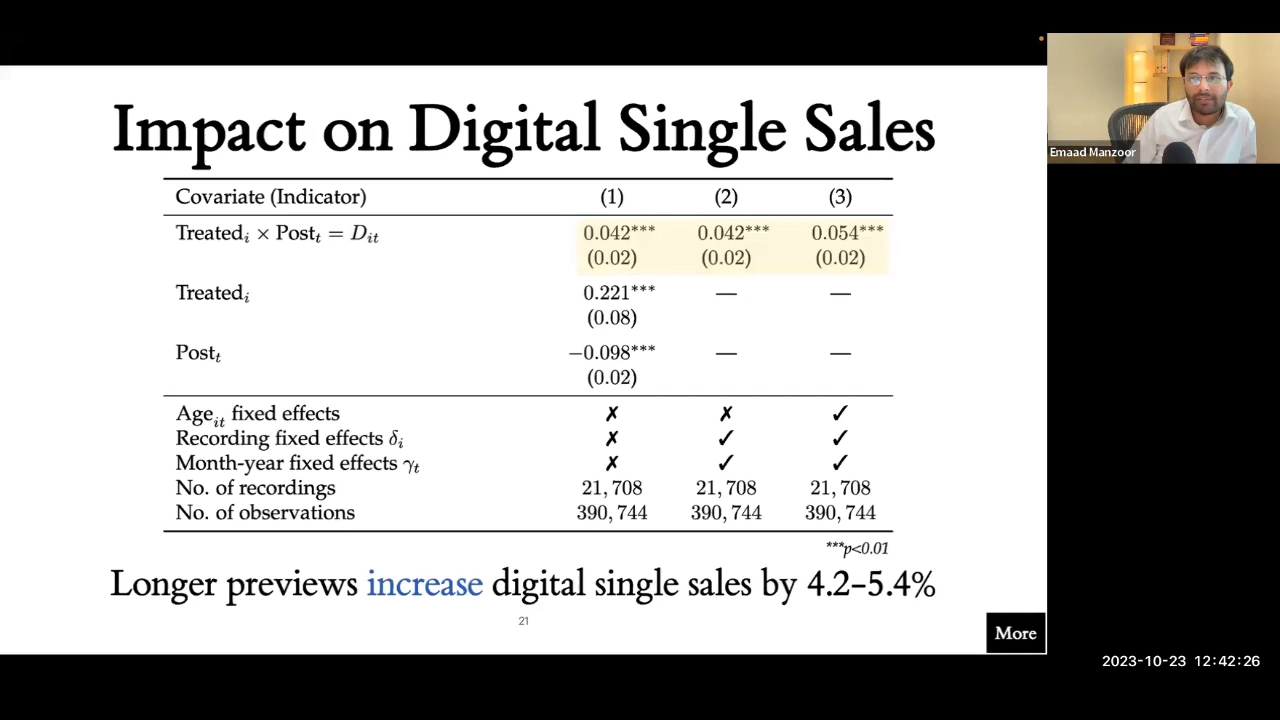 Impact on Digital Single Sales
Covariate (Indicator) (1) (2) (3)
Treatedᵢ × Postₜ = Dᵢₜ 0.042*** 0.042*** 0.054***
(0.02) (0.02) (0.02)
Treatedᵢ 0.221*** — —
(0.08)
Postₜ −0.098*** — —
(0.02)
Ageᵢₜ fixed effects ✗ ✗ ✓
Recording fixed effects δᵢ ✗ ✓ ✓
Month-year fixed effects γₜ ✗ ✓ ✓
No. of recordings 21,708 21,708 21,708
No. of observations 390,744 390,744 390,744
***p<0.01
Longer previews increase digital single sales by 4.2–5.4%
21
More
Emaad Manzoor
2023-10-23 12:42:26